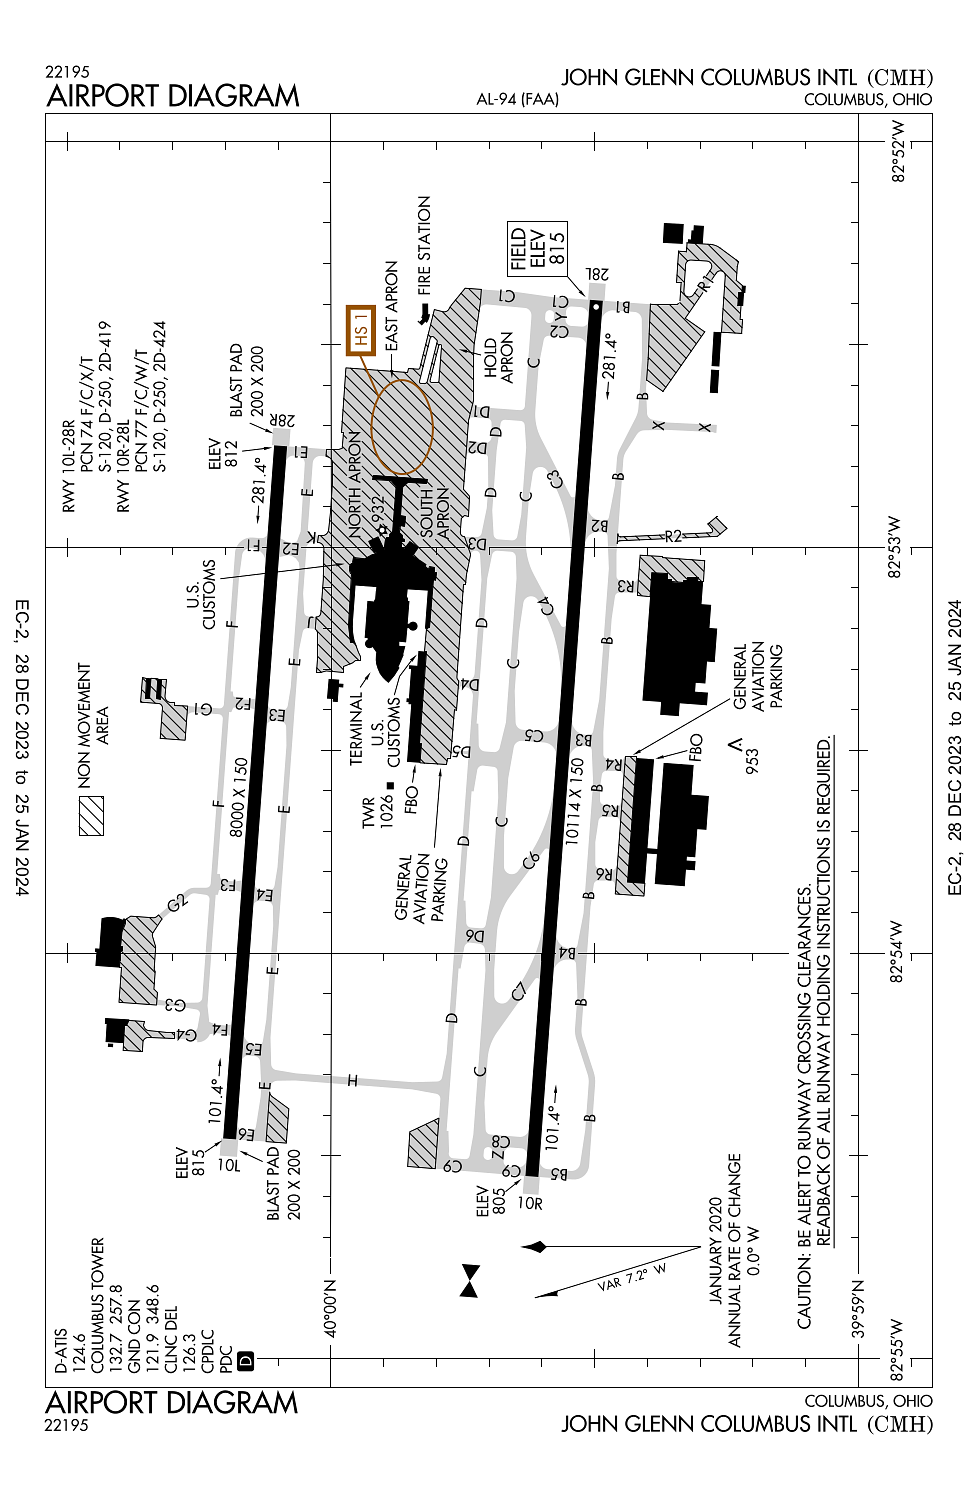 22195
AIRPORT DIAGRAM
AL-94 (FAA)
JOHN GLENN COLUMBUS INTL (CMH)
COLUMBUS, OHIO
82°52'W
82°53'W
82°54'W
82°55'W
40°00'N
39°59'N
RWY 10L-28R
PCN 74 F/C/X/T
S-120, D-250, 2D-419
RWY 10R-28L
PCN 77 F/C/W/T
S-120, D-250, 2D-424
BLAST PAD
200 X 200
ELEV
812
28R
281.4°
HS 1
EAST APRON
FIRE STATION
FIELD
ELEV
815
28L
281.4°
HOLD
APRON
NORTH APRON
932
SOUTH
APRON
U.S.
CUSTOMS
NON MOVEMENT
AREA
TERMINAL
U.S.
CUSTOMS
TWR
1026
FBO
GENERAL
AVIATION
PARKING
GENERAL
AVIATION
PARKING
FBO
953
8000 X 150
10114 X 150
C1
C1
Y
C2
B1
R1
C
B
X
X
E1
E
D1
D2
D
D
C
C3
B
B2
R2
K
E2
F1
D3
R3
F
J
D
C4
B
E
C
D4
G1
F2
E3
D5
C5
B3
R4
F
E
B
R5
C
D
C6
R6
B
F3
E4
G2
D6
B4
E
C7
B
D
G3
G4
F4
E5
E
H
C
B
101.4°
101.4°
E6
C8
Z
C9
C9
B5
ELEV
815
10L
BLAST PAD
200 X 200
ELEV
805
10R
VAR 7.2° W
JANUARY 2020
ANNUAL RATE OF CHANGE
0.0° W
CAUTION: BE ALERT TO RUNWAY CROSSING CLEARANCES.
READBACK OF ALL RUNWAY HOLDING INSTRUCTIONS IS REQUIRED.
D-ATIS
124.6
COLUMBUS TOWER
132.7 257.8
GND CON
121.9 348.6
CLNC DEL
126.3
CPDLC
PDC
D
EC-2, 28 DEC 2023 to 25 JAN 2024
EC-2, 28 DEC 2023 to 25 JAN 2024
AIRPORT DIAGRAM
22195
COLUMBUS, OHIO
JOHN GLENN COLUMBUS INTL (CMH)